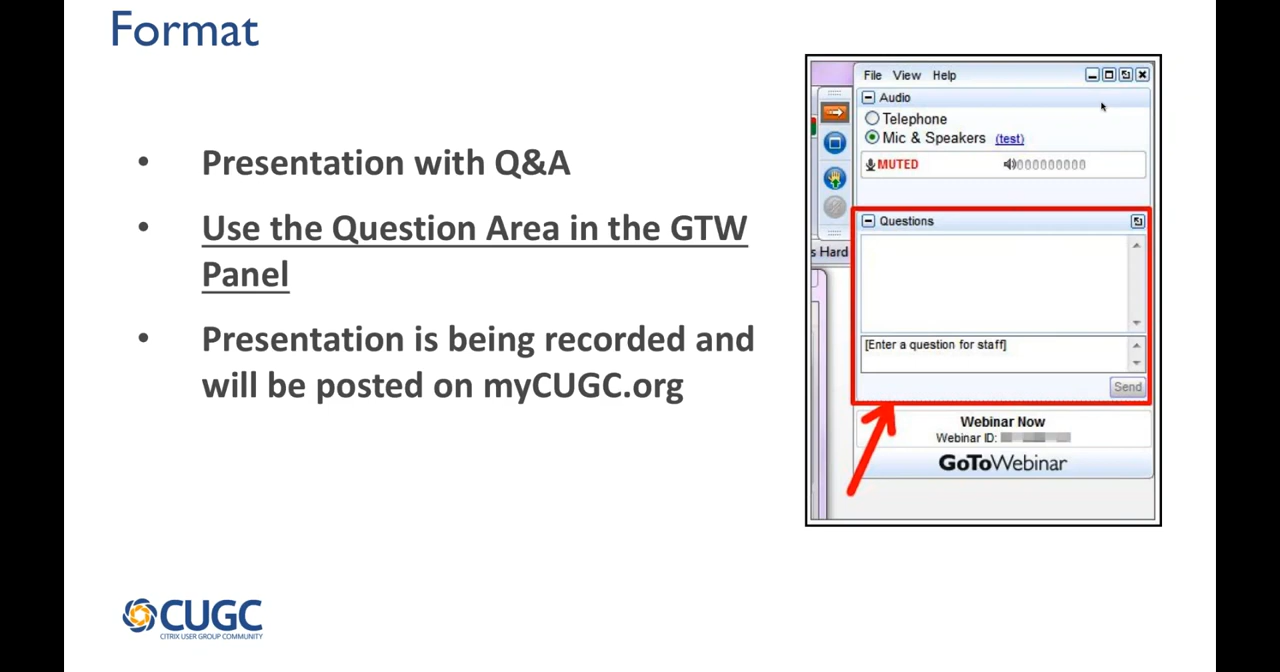 Format
• Presentation with Q&A
• Use the Question Area in the GTW
Panel
• Presentation is being recorded and
will be posted on myCUGC.org
File View Help
Audio
Telephone
Mic & Speakers (test)
MUTED
000000000
Questions
s Hard
[Enter a question for staff]
Send
Webinar Now
Webinar ID:
GoToWebinar
CUGC
CITRIX USER GROUP COMMUNITY